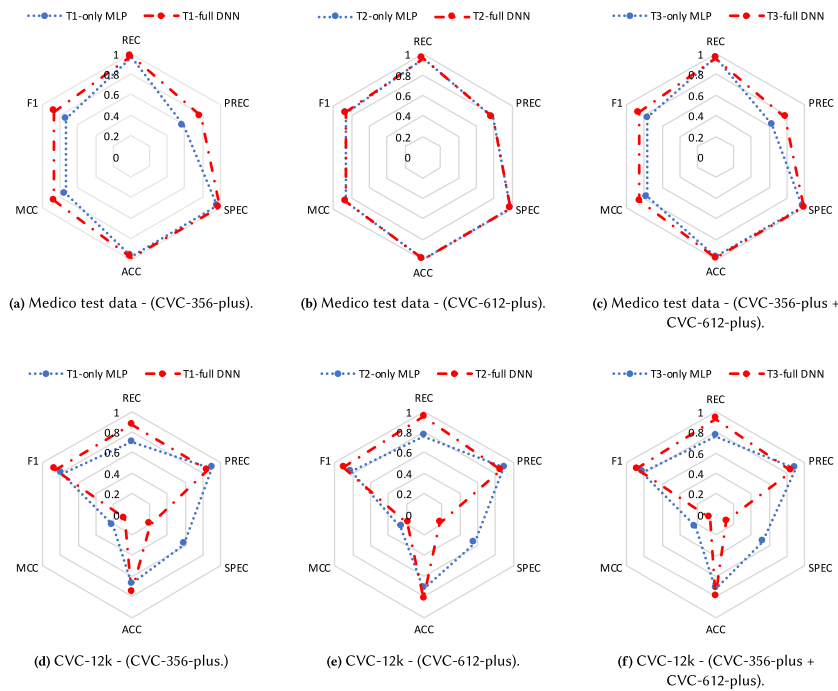 T1-only MLP T1-full DNN
REC
1
0.8
0.6
0.4
0.2
0
F1
PREC
MCC
SPEC
ACC
(a) Medico test data - (CVC-356-plus).
T2-only MLP T2-full DNN
REC
1
0.8
0.6
0.4
0.2
0
F1
PREC
MCC
SPEC
ACC
(b) Medico test data - (CVC-612-plus).
T3-only MLP T3-full DNN
REC
1
0.8
0.6
0.4
0.2
0
F1
PREC
MCC
SPEC
ACC
(c) Medico test data - (CVC-356-plus +
CVC-612-plus).
T1-only MLP T1-full DNN
REC
1
0.8
0.6
0.4
0.2
0
F1
PREC
MCC
SPEC
ACC
(d) CVC-12k - (CVC-356-plus.)
T2-only MLP T2-full DNN
REC
1
0.8
0.6
0.4
0.2
0
F1
PREC
MCC
SPEC
ACC
(e) CVC-12k - (CVC-612-plus).
T3-only MLP T3-full DNN
REC
1
0.8
0.6
0.4
0.2
0
F1
PREC
MCC
SPEC
ACC
(f) CVC-12k - (CVC-356-plus +
CVC-612-plus).